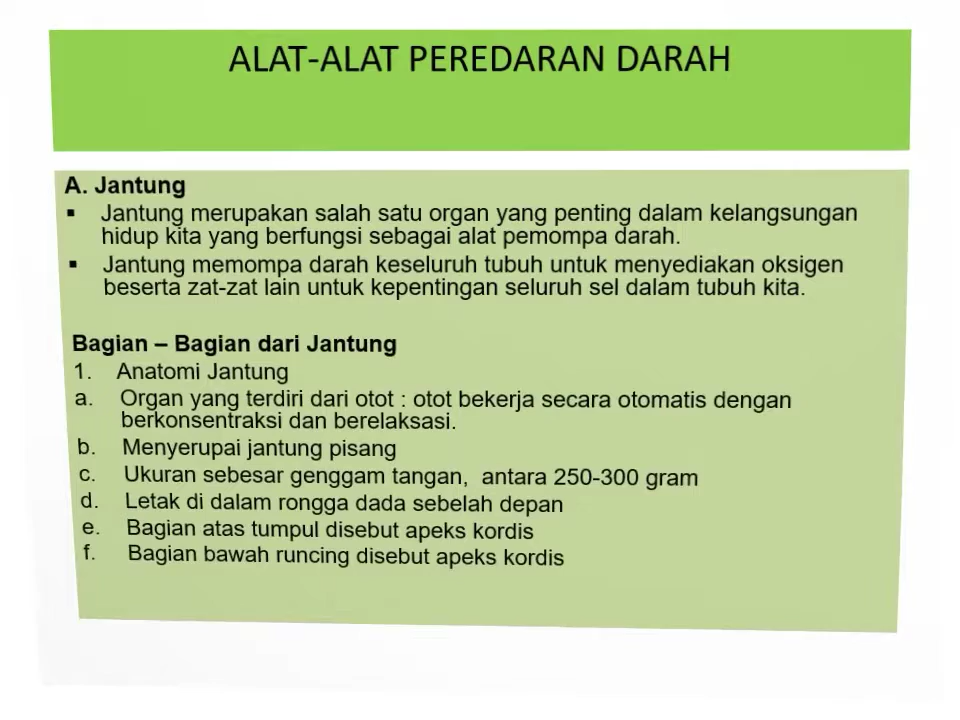 ALAT-ALAT PEREDARAN DARAH
A. Jantung
▪ Jantung merupakan salah satu organ yang penting dalam kelangsungan
hidup kita yang berfungsi sebagai alat pemompa darah.
▪ Jantung memompa darah keseluruh tubuh untuk menyediakan oksigen
beserta zat-zat lain untuk kepentingan seluruh sel dalam tubuh kita.
Bagian – Bagian dari Jantung
1. Anatomi Jantung
a. Organ yang terdiri dari otot : otot bekerja secara otomatis dengan
berkonsentraksi dan berelaksasi.
b. Menyerupai jantung pisang
c. Ukuran sebesar genggam tangan, antara 250-300 gram
d. Letak di dalam rongga dada sebelah depan
e. Bagian atas tumpul disebut apeks kordis
f. Bagian bawah runcing disebut apeks kordis